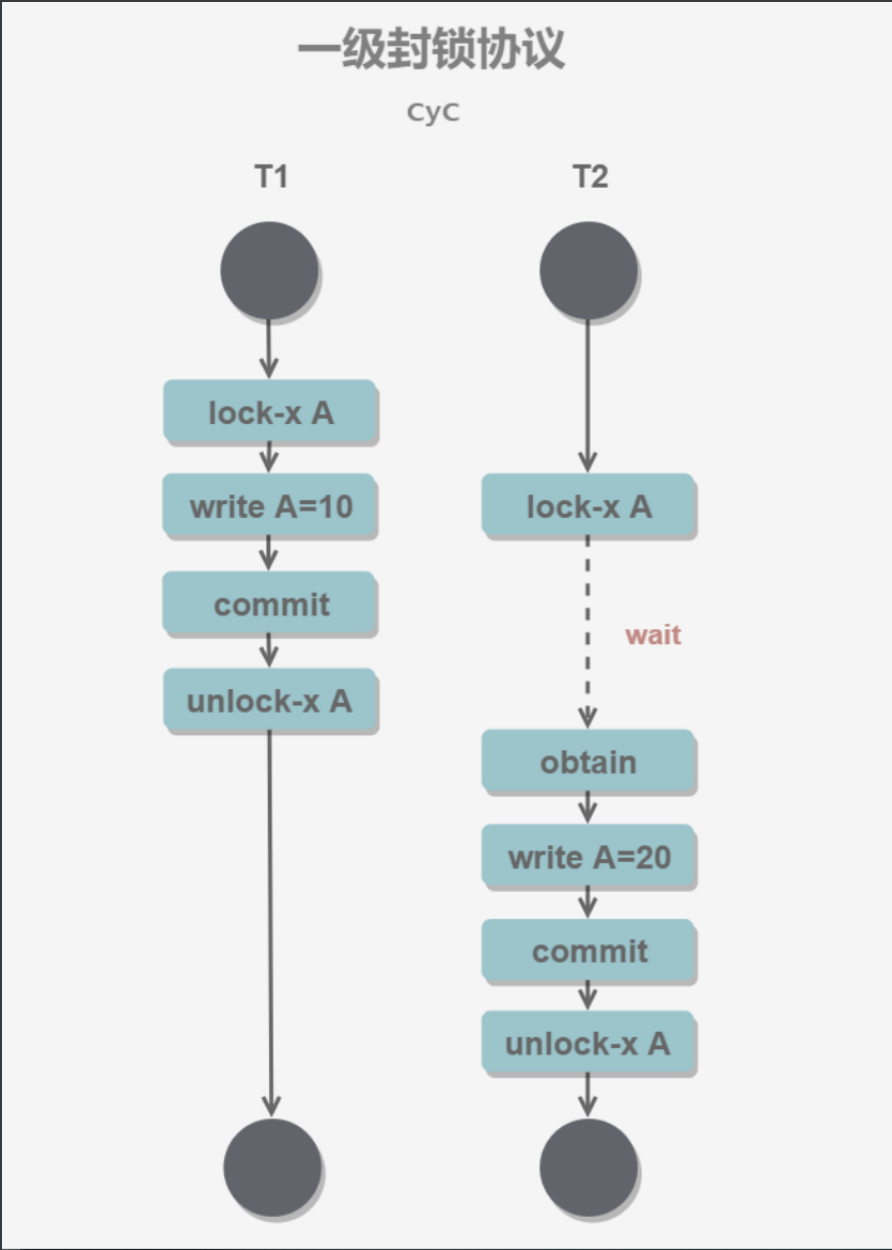 一级封锁协议
CyC
T1
T2
lock-x A
write A=10
commit
unlock-x A
lock-x A
wait
obtain
write A=20
commit
unlock-x A